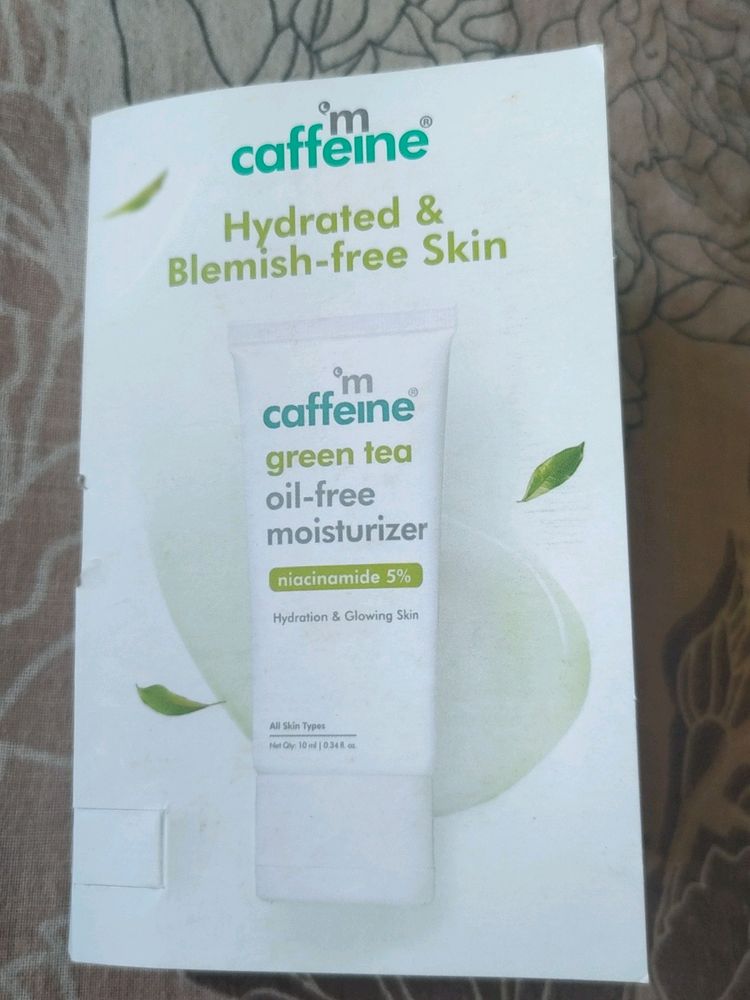 'm
caffeine®
Hydrated &
Blemish-free Skin
'm
caffeine®
green tea
oil-free
moisturizer
niacinamide 5%
Hydration & Glowing Skin
All Skin Types
Net Qty: 10 ml | 0.34 fl. oz.